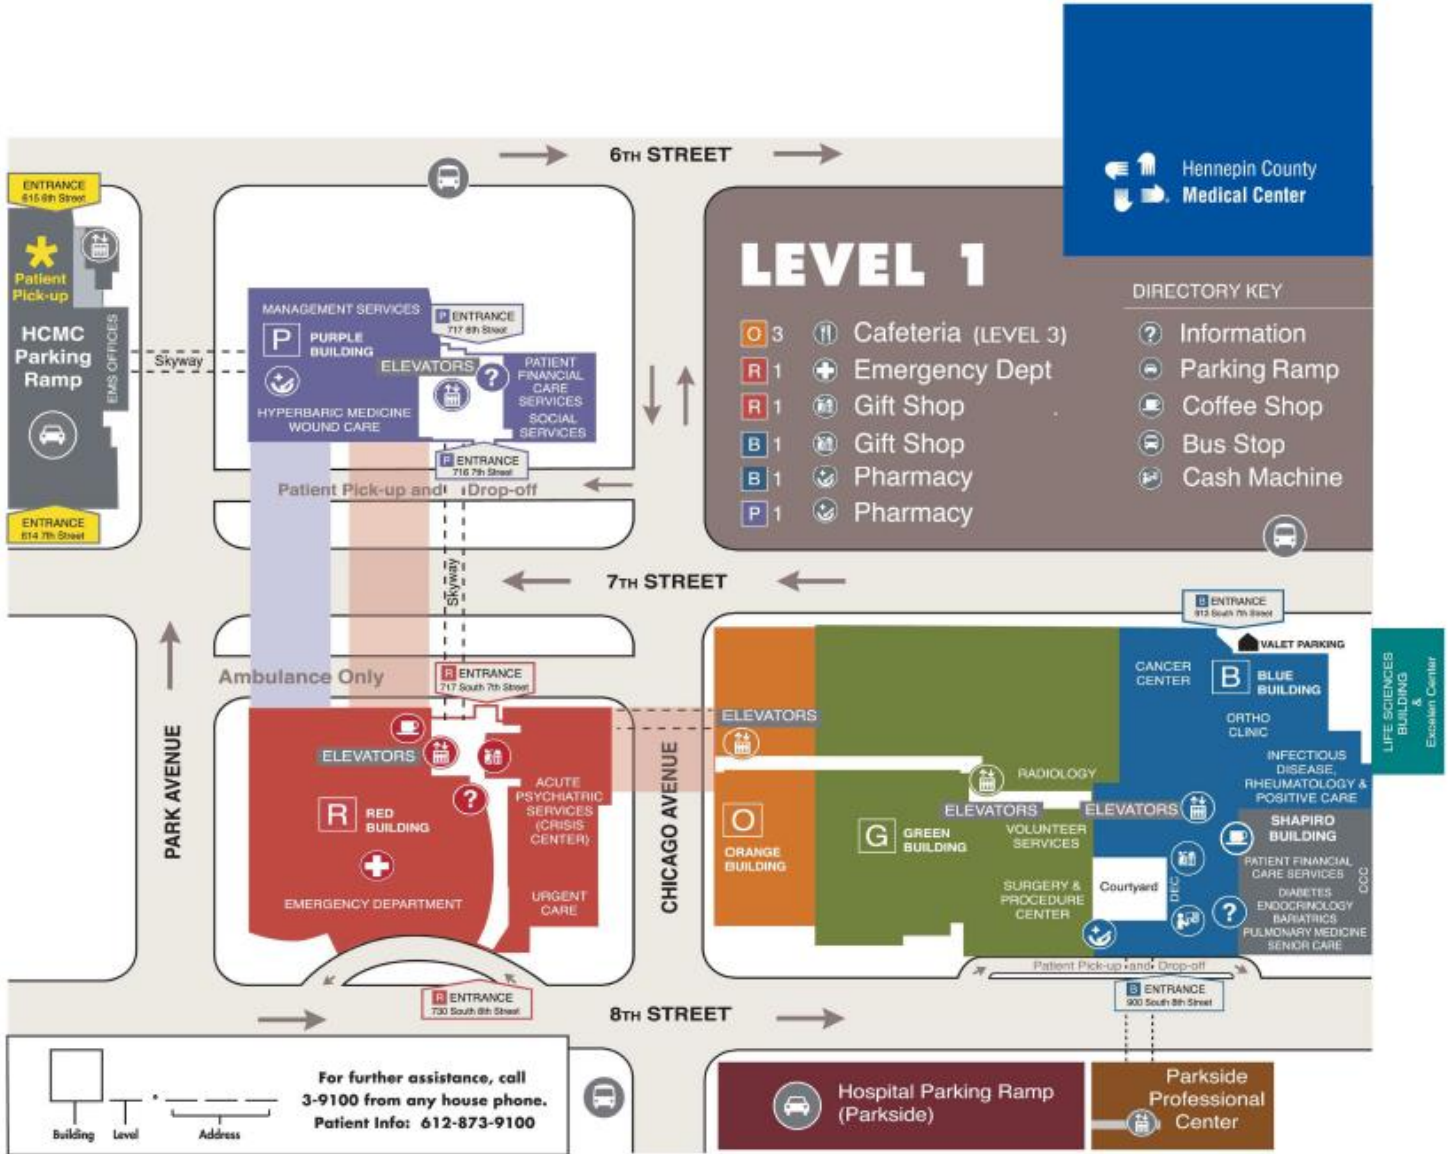 6TH STREET
Hennepin County
Medical Center
ENTRANCE
615 6th Street
Patient
Pick-up
HCMC
Parking
Ramp
EMS OFFICES
Skyway
MANAGEMENT SERVICES
P
PURPLE
BUILDING
P ENTRANCE
717 6th Street
ELEVATORS
?
PATIENT
FINANCIAL
CARE
SERVICES
SOCIAL
SERVICES
HYPERBARIC MEDICINE
WOUND CARE
P ENTRANCE
716 7th Street
Patient Pick-up and Drop-off
ENTRANCE
614 7th Street
LEVEL 1
O 3 Cafeteria (LEVEL 3)
R 1 Emergency Dept
R 1 Gift Shop
B 1 Gift Shop
B 1 Pharmacy
P 1 Pharmacy
DIRECTORY KEY
? Information
Parking Ramp
Coffee Shop
Bus Stop
Cash Machine
7TH STREET
Skyway
Ambulance Only
R ENTRANCE
717 South 7th Street
PARK AVENUE
ELEVATORS
R
RED
BUILDING
?
ACUTE
PSYCHIATRIC
SERVICES
(CRISIS
CENTER)
EMERGENCY DEPARTMENT
URGENT
CARE
R ENTRANCE
730 South 8th Street
CHICAGO AVENUE
ELEVATORS
O
ORANGE
BUILDING
G
GREEN
BUILDING
RADIOLOGY
ELEVATORS
VOLUNTEER
SERVICES
SURGERY &
PROCEDURE
CENTER
B ENTRANCE
913 South 7th Street
VALET PARKING
CANCER
CENTER
B
BLUE
BUILDING
ORTHO
CLINIC
INFECTIOUS
DISEASE,
RHEUMATOLOGY &
POSITIVE CARE
ELEVATORS
SHAPIRO
BUILDING
PATIENT FINANCIAL
CARE SERVICES
CCC
DIABETES
ENDOCRINOLOGY
BARIATRICS
PULMONARY MEDICINE
SENIOR CARE
Courtyard
DEC
?
LIFE SCIENCES
BUILDING
&
Excelen Center
Patient Pick-up and Drop-off
B ENTRANCE
900 South 8th Street
8TH STREET
Building
Level
Address
For further assistance, call
3-9100 from any house phone.
Patient Info: 612-873-9100
Hospital Parking Ramp
(Parkside)
Parkside
Professional
Center